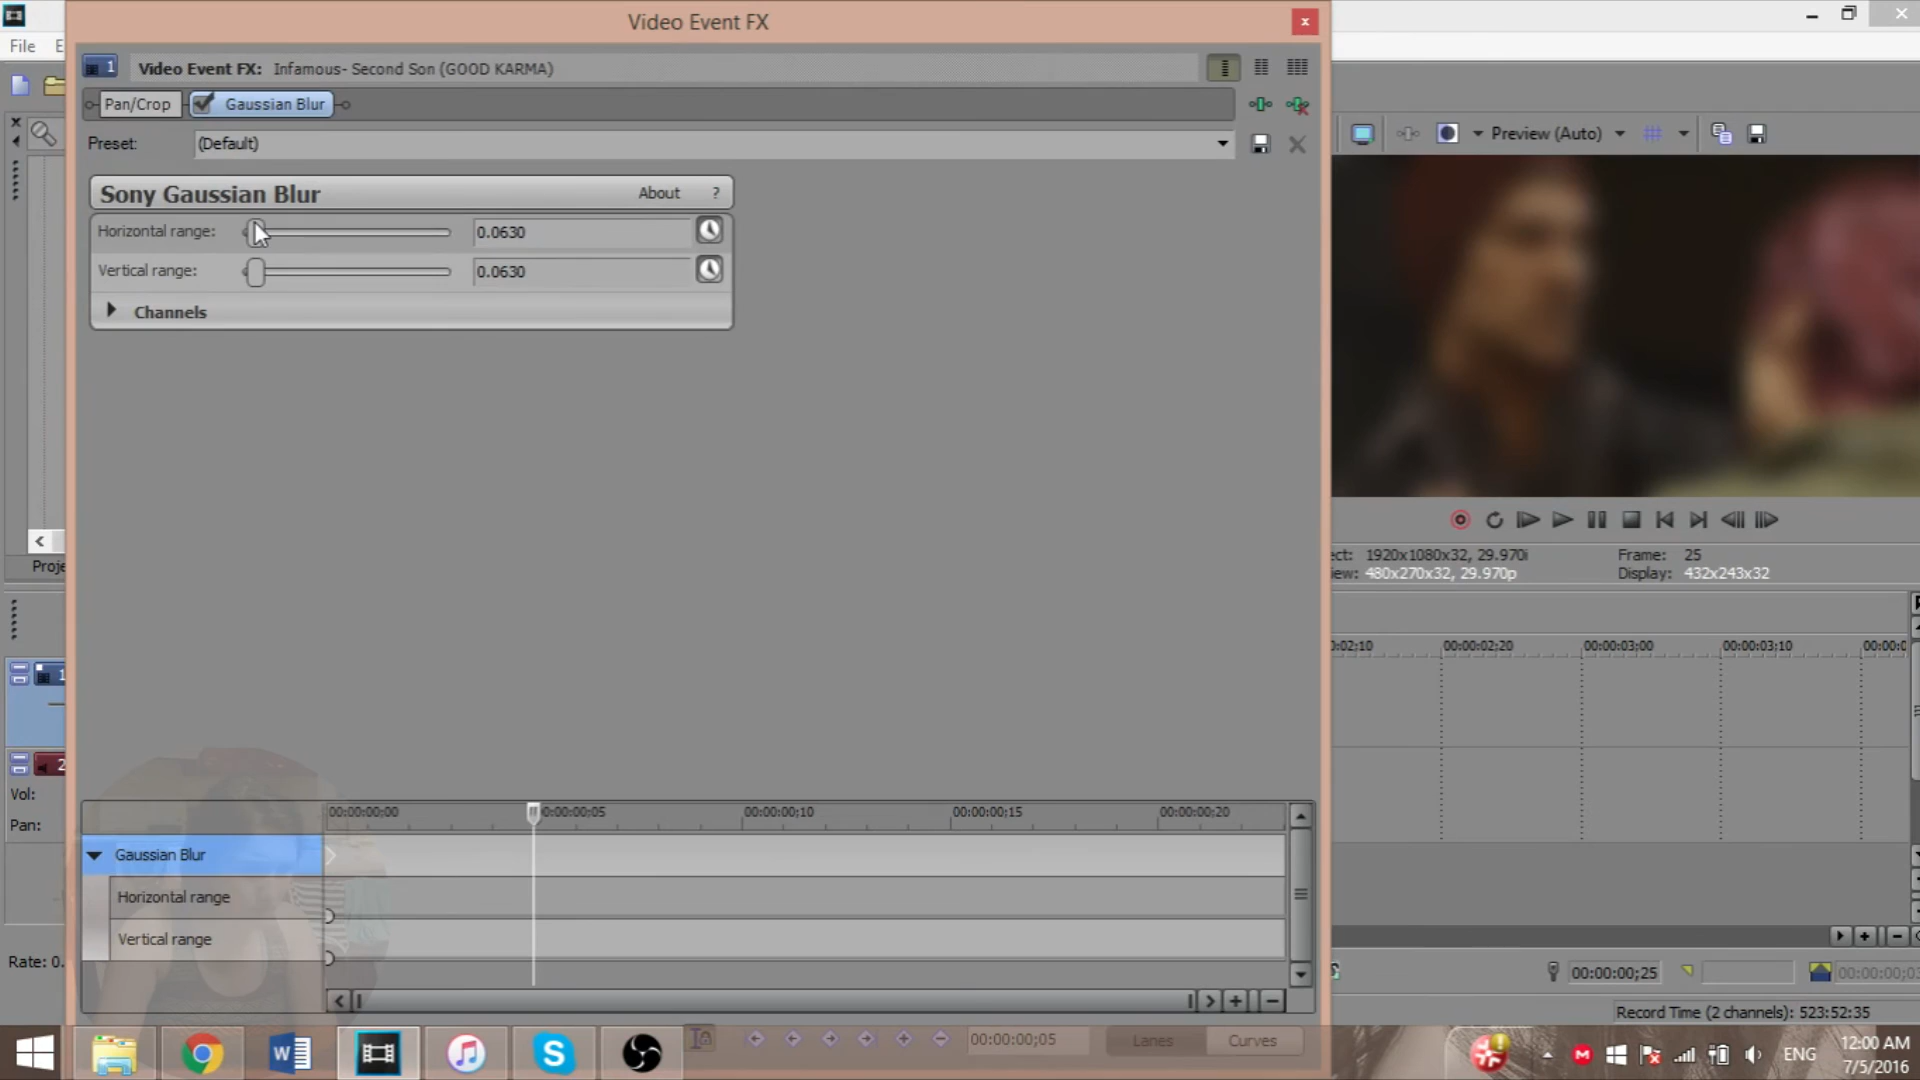 Video Event FX
x
File
1
Video Event FX: Infamous- Second Son (GOOD KARMA)
Pan/Crop
Gaussian Blur
Preset:
(Default)
Preview (Auto)
Sony Gaussian Blur
About
?
Horizontal range:
0.0630
Vertical range:
0.0630
Channels
1920x1080x32, 29.970i
Frame: 25
480x270x32, 29.970p
Display: 432x243x32
00:00:02:20
00:00:03:00
00:00:03:10
1
2
Vol:
Pan:
00:00:00;00
00:00:00;05
00:00:00;10
00:00:00;15
00:00:00;20
Gaussian Blur
Horizontal range
Vertical range
Rate: 0.
00:00:00;25
Record Time (2 channels): 523:52:35
00:00:00;05
Lanes
Curves
ENG
12:00 AM
7/5/2016